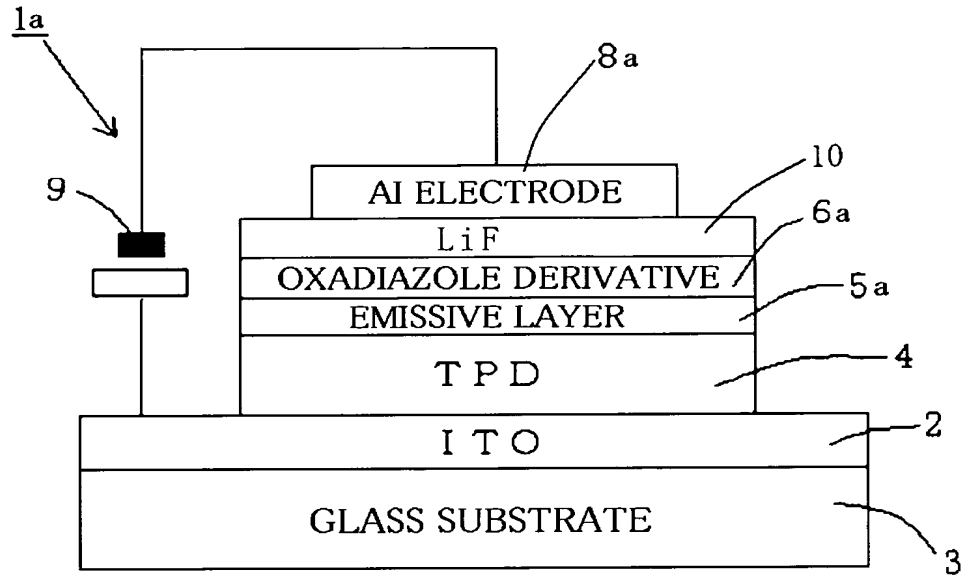 1a
8a
AI ELECTRODE
10
9
LiF
6a
OXADIAZOLE DERIVATIVE
5a
EMISSIVE LAYER
TPD
4
ITO
2
GLASS SUBSTRATE
3